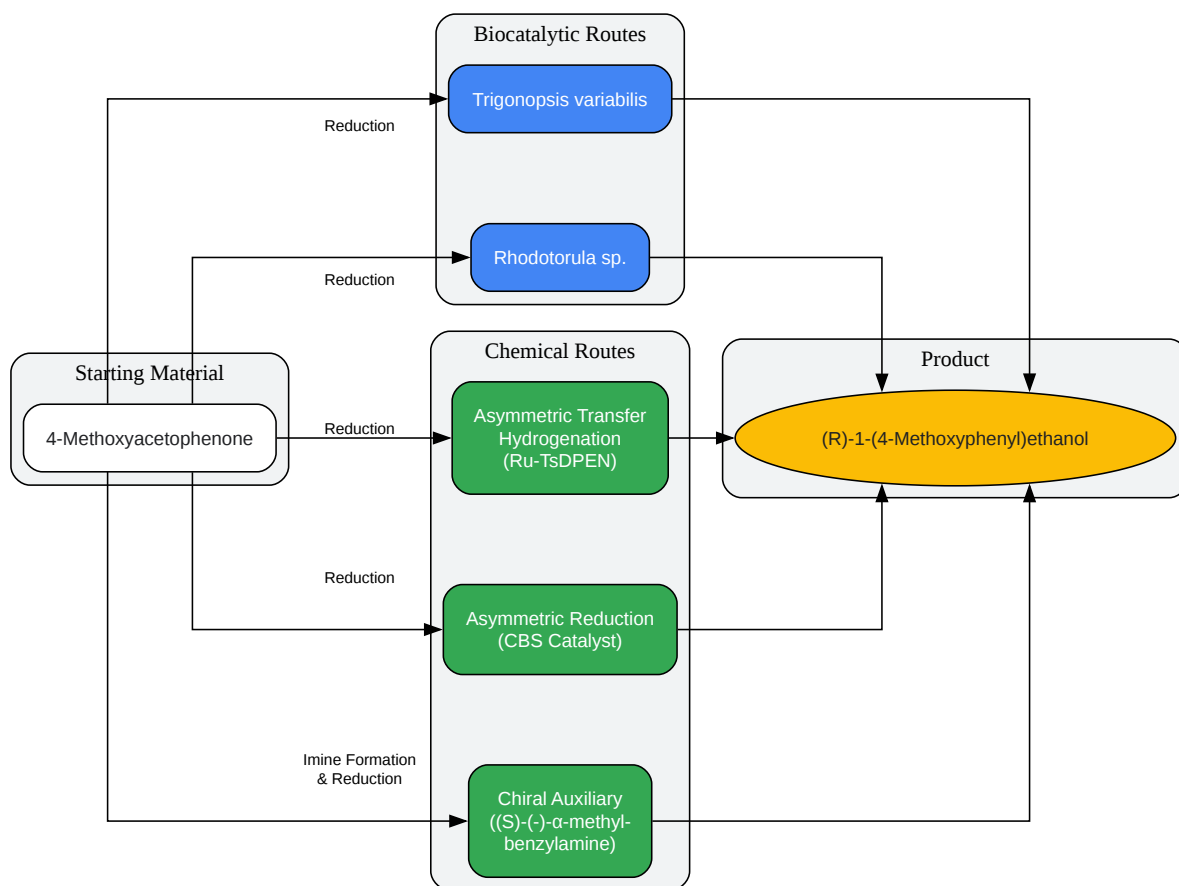 Biocatalytic Routes
Trigonopsis variabilis
Reduction
Rhodotorula sp.
Reduction
Chemical Routes
Starting Material
Product
Asymmetric Transfer
Hydrogenation
(Ru-TsDPEN)
4-Methoxyacetophenone
Reduction
(R)-1-(4-Methoxyphenyl)ethanol
Reduction
Asymmetric Reduction
(CBS Catalyst)
Imine Formation
& Reduction
Chiral Auxiliary
((S)-(-)-α-methyl-
benzylamine)